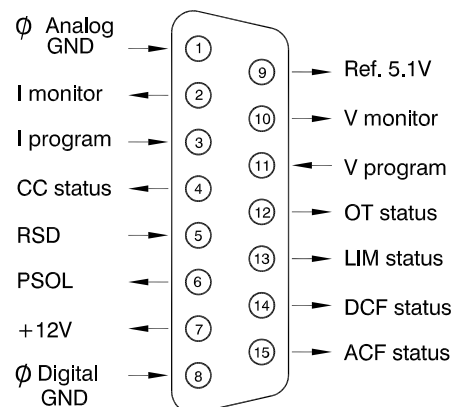 Ø Analog
GND
1
I monitor
2
I program
3
CC status
4
RSD
5
PSOL
6
+12V
7
Ø Digital
GND
8
9
Ref. 5.1V
10
V monitor
11
V program
12
OT status
13
LIM status
14
DCF status
15
ACF status